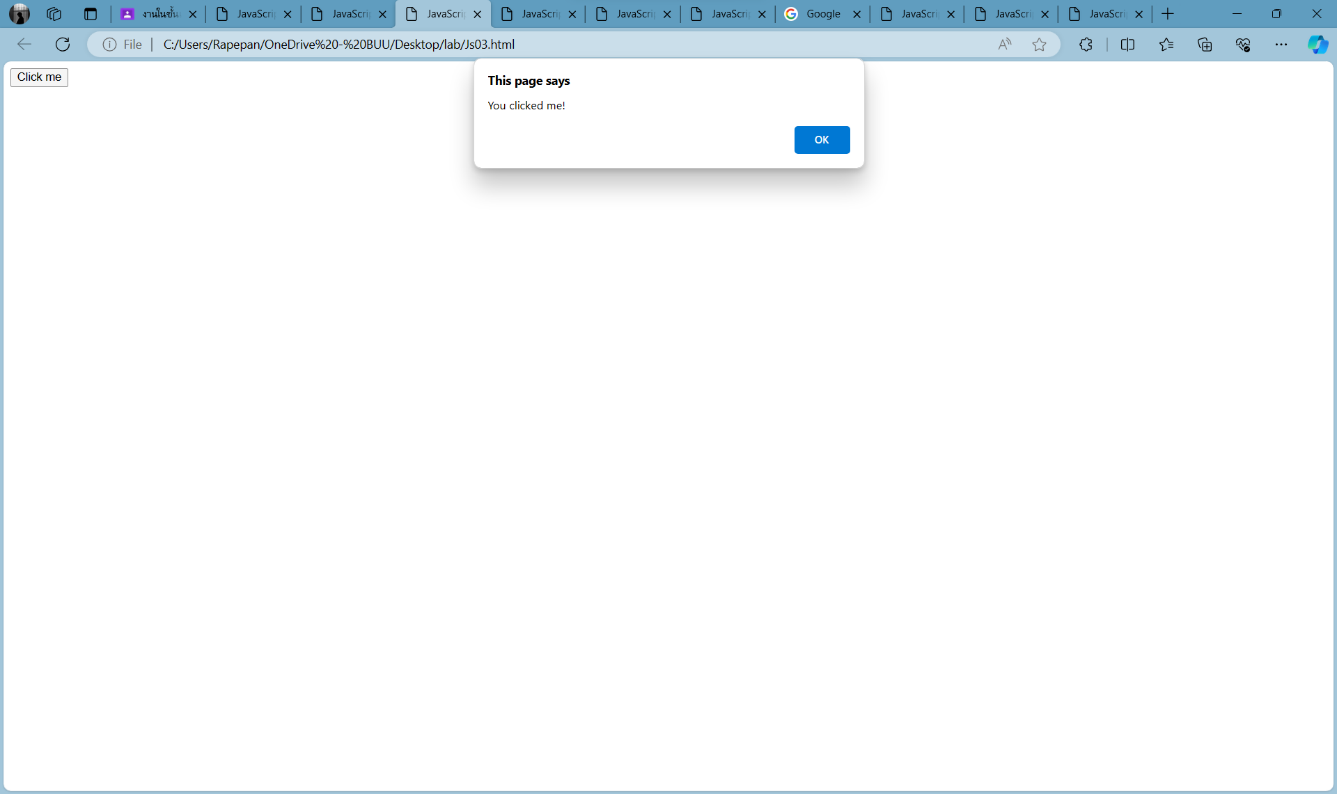 งานในชั้น JavaScri JavaScri JavaScri JavaScri JavaScri JavaScri Google JavaScri JavaScri JavaScri
File C:/Users/Rapepan/OneDrive%20-%20BUU/Desktop/lab/Js03.html
Click me
This page says
You clicked me!
OK